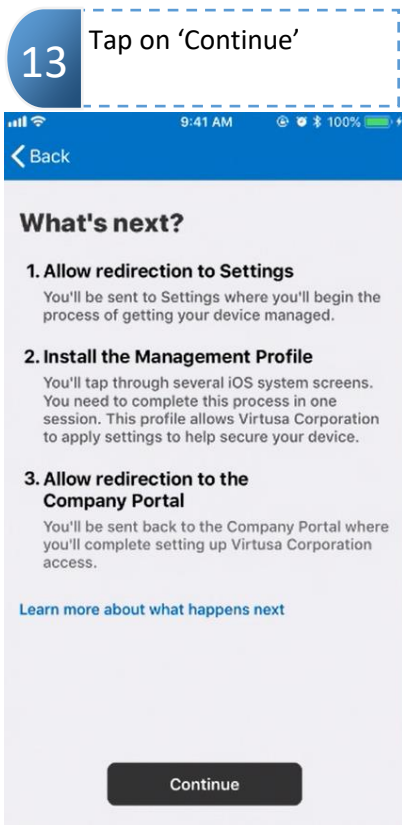 13
Tap on ‘Continue’
9:41 AM
100%
Back
What's next?
1. Allow redirection to Settings
You'll be sent to Settings where you'll begin the
process of getting your device managed.
2. Install the Management Profile
You'll tap through several iOS system screens.
You need to complete this process in one
session. This profile allows Virtusa Corporation
to apply settings to help secure your device.
3. Allow redirection to the
Company Portal
You'll be sent back to the Company Portal where
you'll complete setting up Virtusa Corporation
access.
Learn more about what happens next
Continue